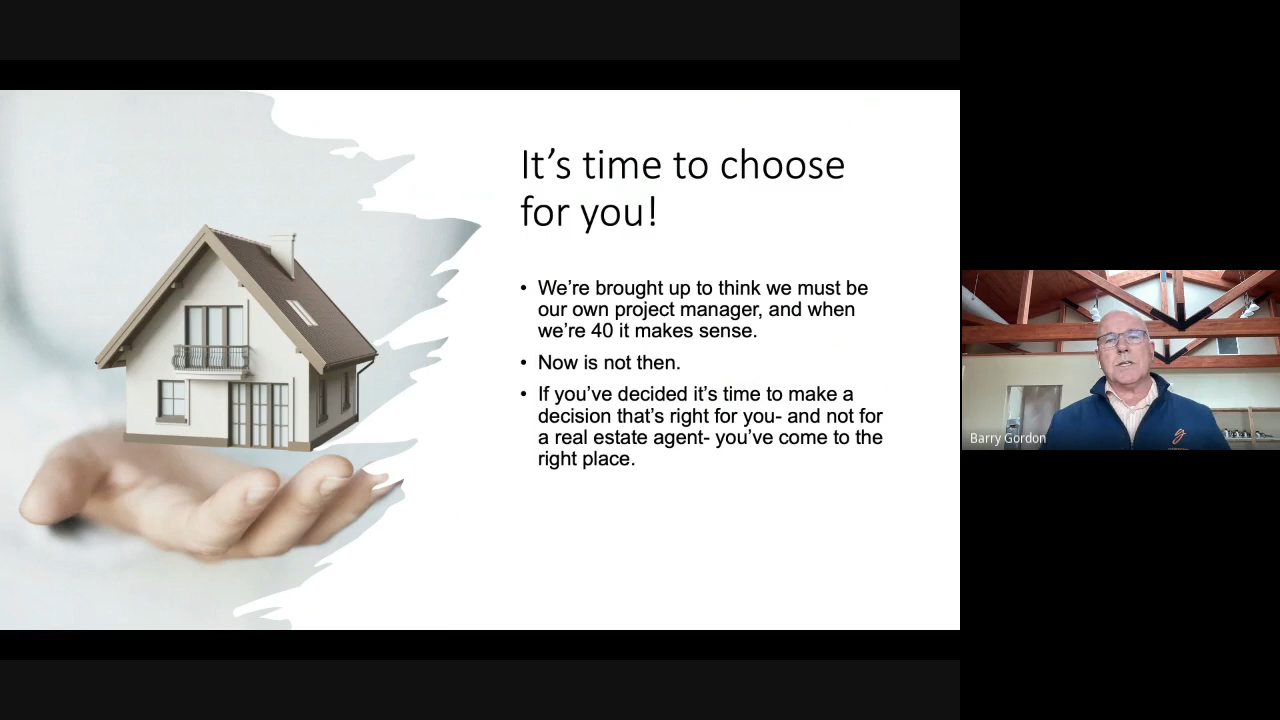 It’s time to choose
for you!
• We’re brought up to think we must be
our own project manager, and when
we’re 40 it makes sense.
• Now is not then.
• If you’ve decided it’s time to make a
decision that’s right for you- and not for
a real estate agent- you’ve come to the
right place.
Barry Gordon